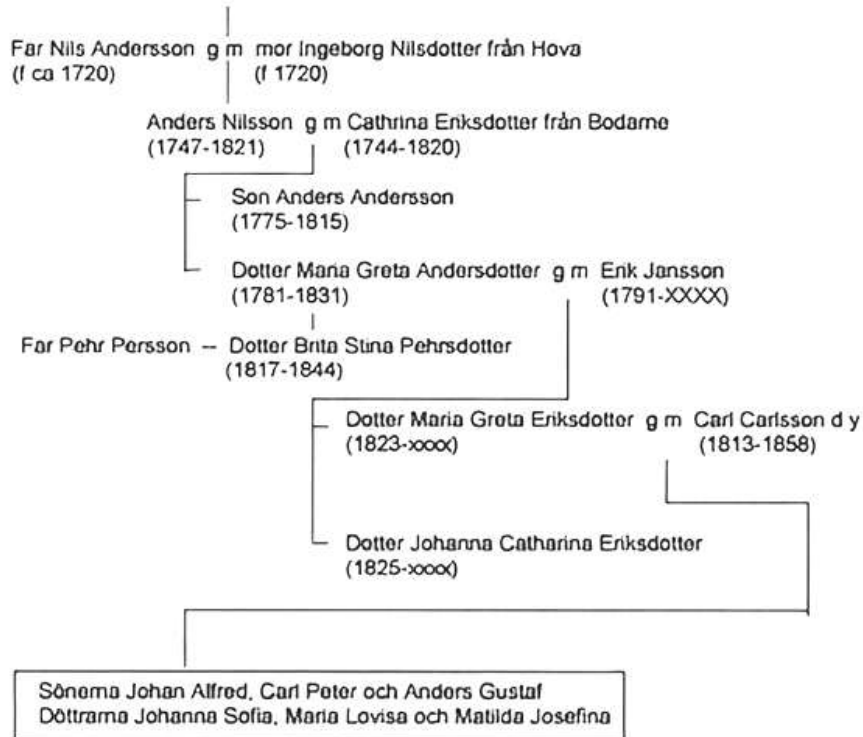 Far Nils Andersson g m mor Ingeborg Nilsdotter från Hova
(f ca 1720) (f 1720)
Anders Nilsson g m Cathrina Eriksdotter från Bodarne
(1747-1821) (1744-1820)
Son Anders Andersson
(1775-1815)
Dotter Maria Greta Andersdotter g m Erik Jansson
(1781-1831) (1791-XXXX)
Far Pehr Persson -- Dotter Brita Stina Pehrsdotter
(1817-1844)
Dotter Maria Greta Eriksdotter g m Carl Carlsson d y
(1823-xxxx) (1813-1858)
Dotter Johanna Catharina Eriksdotter
(1825-xxxx)
Sönerna Johan Alfred, Carl Peter och Anders Gustaf
Döttrarna Johanna Sofia, Maria Lovisa och Matilda Josefina